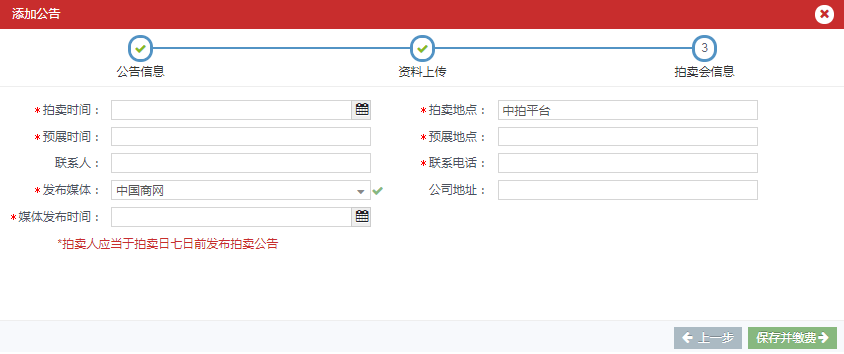 添加公告
3
公告信息 资料上传 拍卖会信息
*拍卖时间： *拍卖地点： 中拍平台
*预展时间： *预展地点：
联系人： *联系电话：
*发布媒体： 中国商网 公司地址：
*媒体发布时间：
*拍卖人应当于拍卖日七日前发布拍卖公告
上一步 保存并缴费